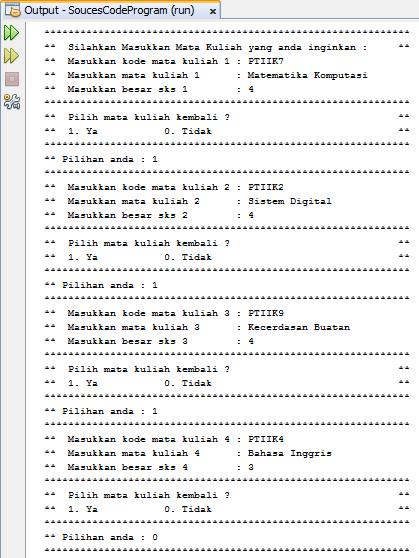 Output - SoucesCodeProgram (run) x
*************************************************************
**  Silahkan Masukkan Mata Kuliah yang anda inginkan :     **
**  Masukkan kode mata kuliah 1 : PTIIK7
**  Masukkan mata kuliah 1      : Matematika Komputasi
**  Masukkan besar sks 1        : 4
*************************************************************
**  Pilih mata kuliah kembali ?                            **
**  1. Ya           0. Tidak                               **
*************************************************************
** Pilihan anda : 1
*************************************************************
**  Masukkan kode mata kuliah 2 : PTIIK2
**  Masukkan mata kuliah 2      : Sistem Digital
**  Masukkan besar sks 2        : 4
*************************************************************
**  Pilih mata kuliah kembali ?                            **
**  1. Ya           0. Tidak                               **
*************************************************************
** Pilihan anda : 1
*************************************************************
**  Masukkan kode mata kuliah 3 : PTIIK9
**  Masukkan mata kuliah 3      : Kecerdasan Buatan
**  Masukkan besar sks 3        : 4
*************************************************************
**  Pilih mata kuliah kembali ?                            **
**  1. Ya           0. Tidak                               **
*************************************************************
** Pilihan anda : 1
*************************************************************
**  Masukkan kode mata kuliah 4 : PTIIK4
**  Masukkan mata kuliah 4      : Bahasa Inggris
**  Masukkan besar sks 4        : 3
*************************************************************
**  Pilih mata kuliah kembali ?                            **
**  1. Ya           0. Tidak                               **
*************************************************************
** Pilihan anda : 0
*************************************************************